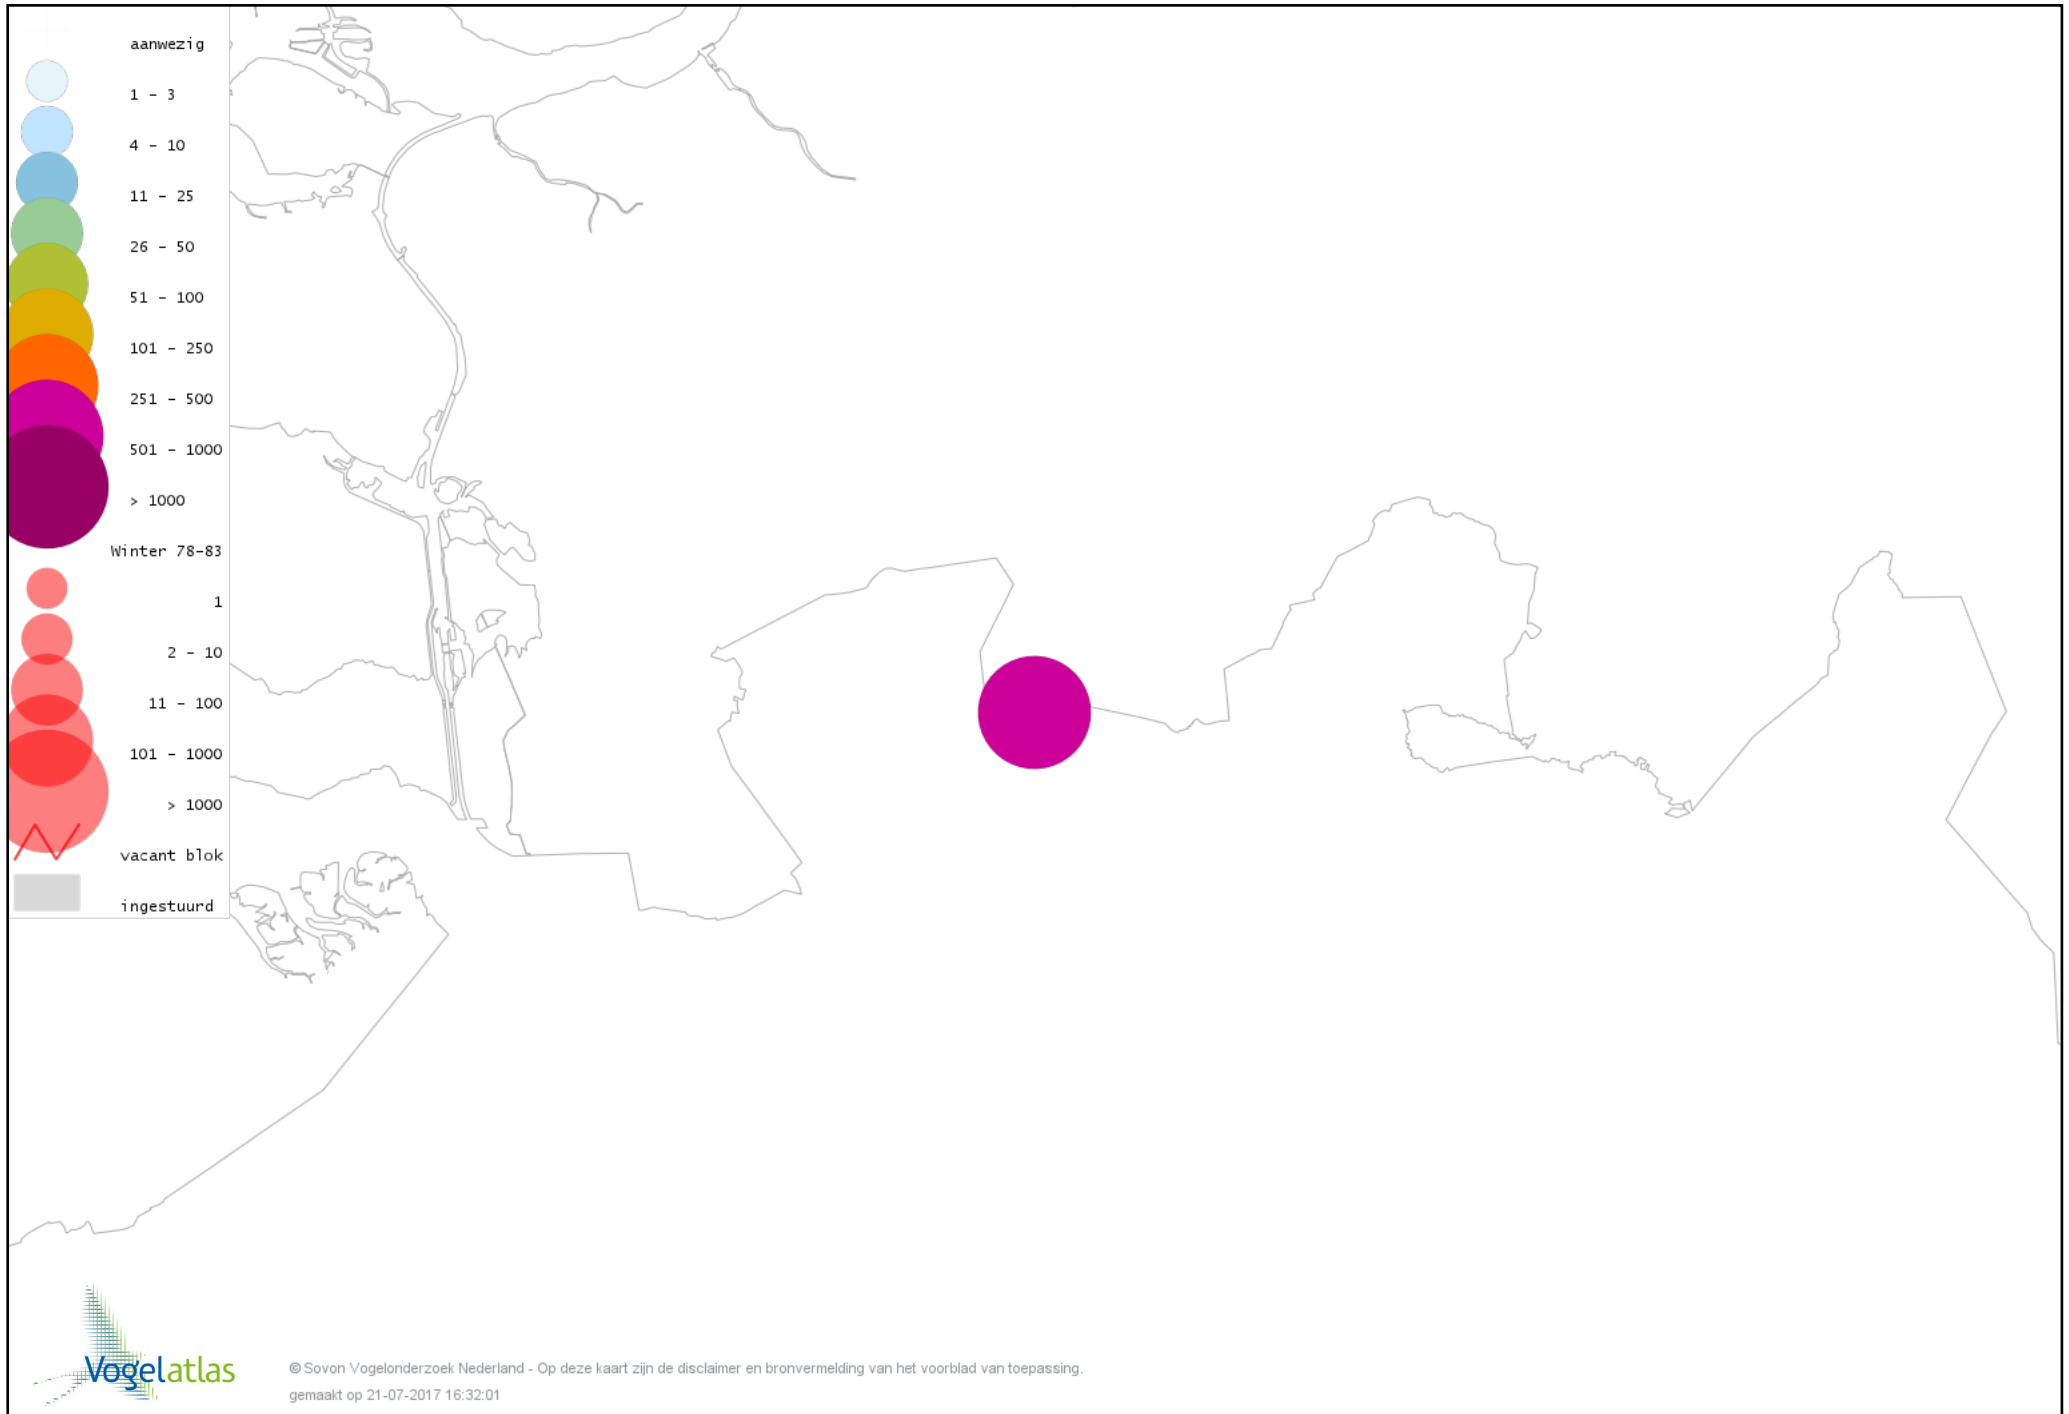 aanwezig
1 - 3
4 - 10
11 - 25
26 - 50
51 - 100
101 - 250
251 - 500
501 - 1000
> 1000
Winter 78-83
1
2 - 10
11 - 100
101 - 1000
> 1000
vacant blok
ingestuurd
Vogelatlas
© Sovon Vogelonderzoek Nederland - Op deze kaart zijn de disclaimer en bronvermelding van het voorblad van toepassing.
gemaakt op 21-07-2017 16:32:01